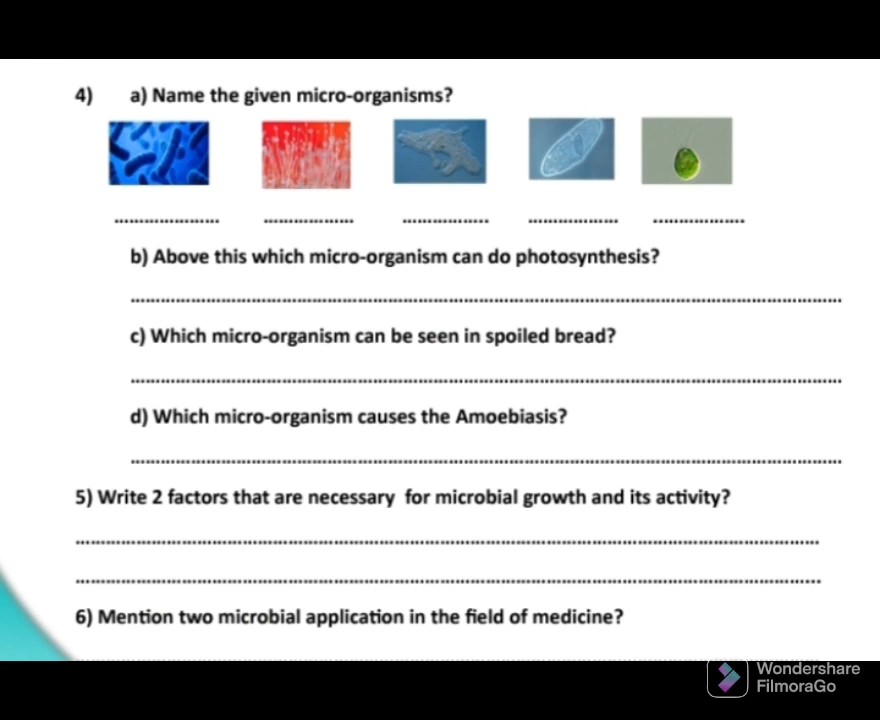 4) a) Name the given micro-organisms?
..................... .................. ................. .................. ..................
b) Above this which micro-organism can do photosynthesis?
................................................................................................................................
c) Which micro-organism can be seen in spoiled bread?
................................................................................................................................
d) Which micro-organism causes the Amoebiasis?
................................................................................................................................
5) Write 2 factors that are necessary for microbial growth and its activity?
................................................................................................................................
................................................................................................................................
6) Mention two microbial application in the field of medicine?
Wondershare
FilmoraGo